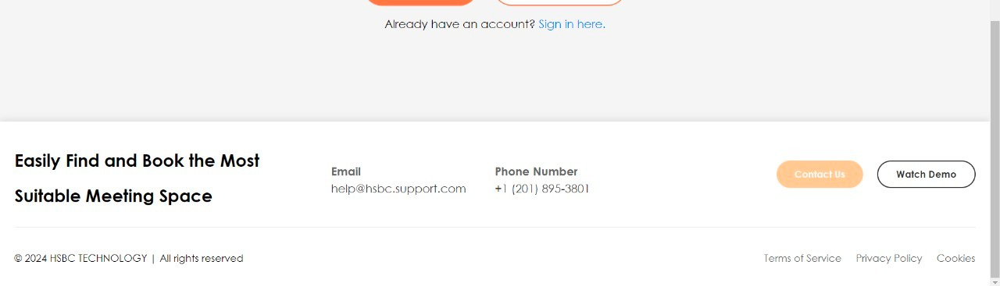 Already have an account? Sign in here.
Easily Find and Book the Most
Suitable Meeting Space
Email
help@hsbc.support.com
Phone Number
+1 (201) 895-3801
Contact Us
Watch Demo
© 2024 HSBC TECHNOLOGY | All rights reserved
Terms of Service
Privacy Policy
Cookies